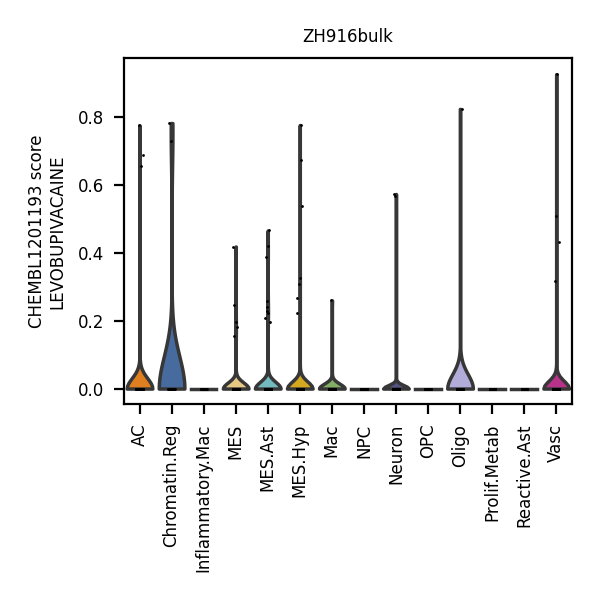 ZH916bulk
CHEMBL1201193 score
LEVOBUPIVACAINE
0.8
0.6
0.4
0.2
0.0
AC
Chromatin.Reg
Inflammatory.Mac
MES
MES.Ast
MES.Hyp
Mac
NPC
Neuron
OPC
Oligo
Prolif.Metab
Reactive.Ast
Vasc